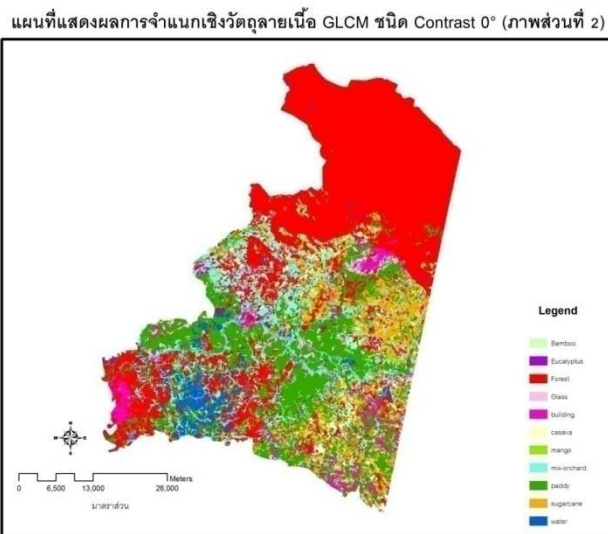 แผนที่แสดงผลการจำแนกเชิงวัตถุลายเนื้อ GLCM ชนิด Contrast 0° (ภาพส่วนที่ 2)
Legend
Bamboo
Eucalyptus
Forest
Glass
building
casava
mango
mix-orchard
paddy
sugarcane
water
Meters
0 6,500 13,000 26,000
มาตราส่วน